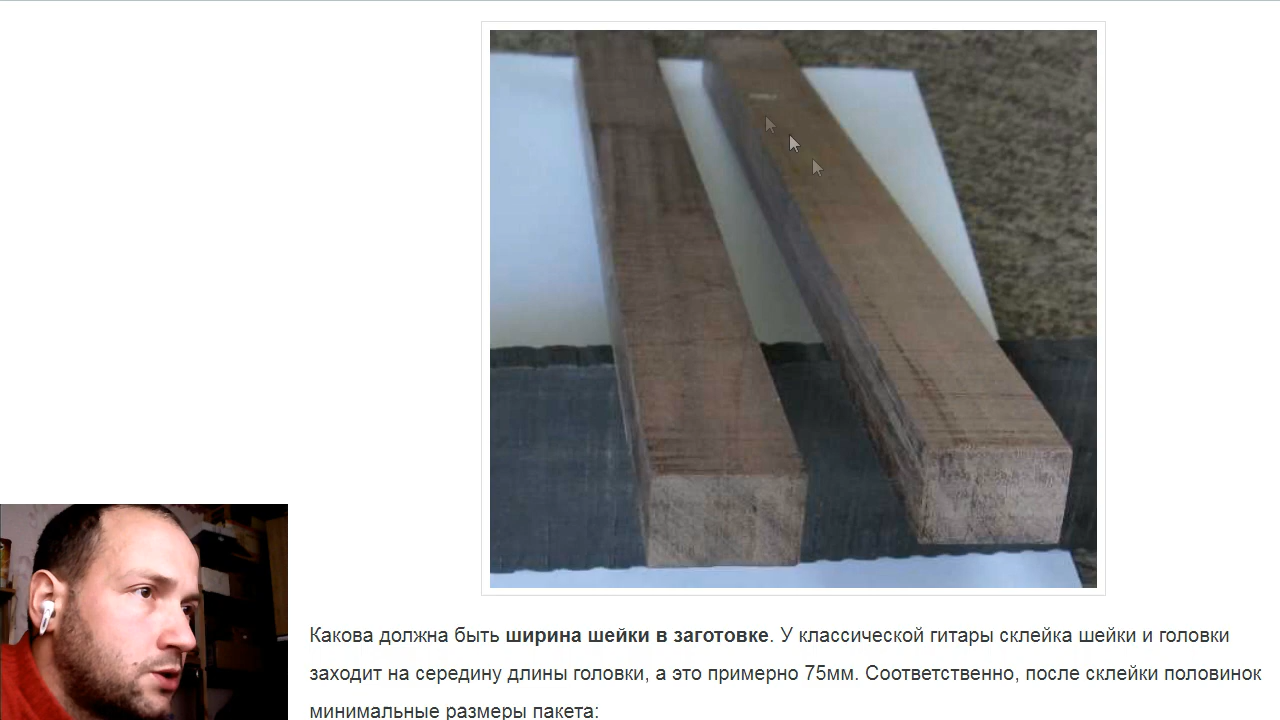 Какова должна быть ширина шейки в заготовке. У классической гитары склейка шейки и головки
заходит на середину длины головки, а это примерно 75мм. Соответственно, после склейки половинок
минимальные размеры пакета: